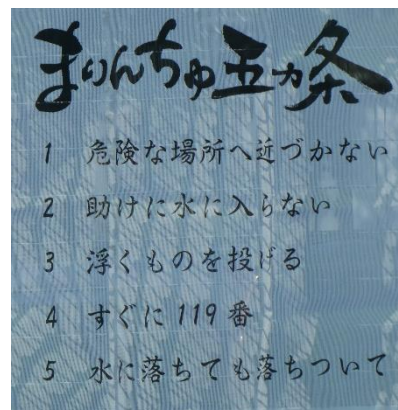 まりんちゅ五カ条
1 危険な場所へ近づかない
2 助けに水に入らない
3 浮くものを投げる
4 すぐに119番
5 水に落ちても落ちついて